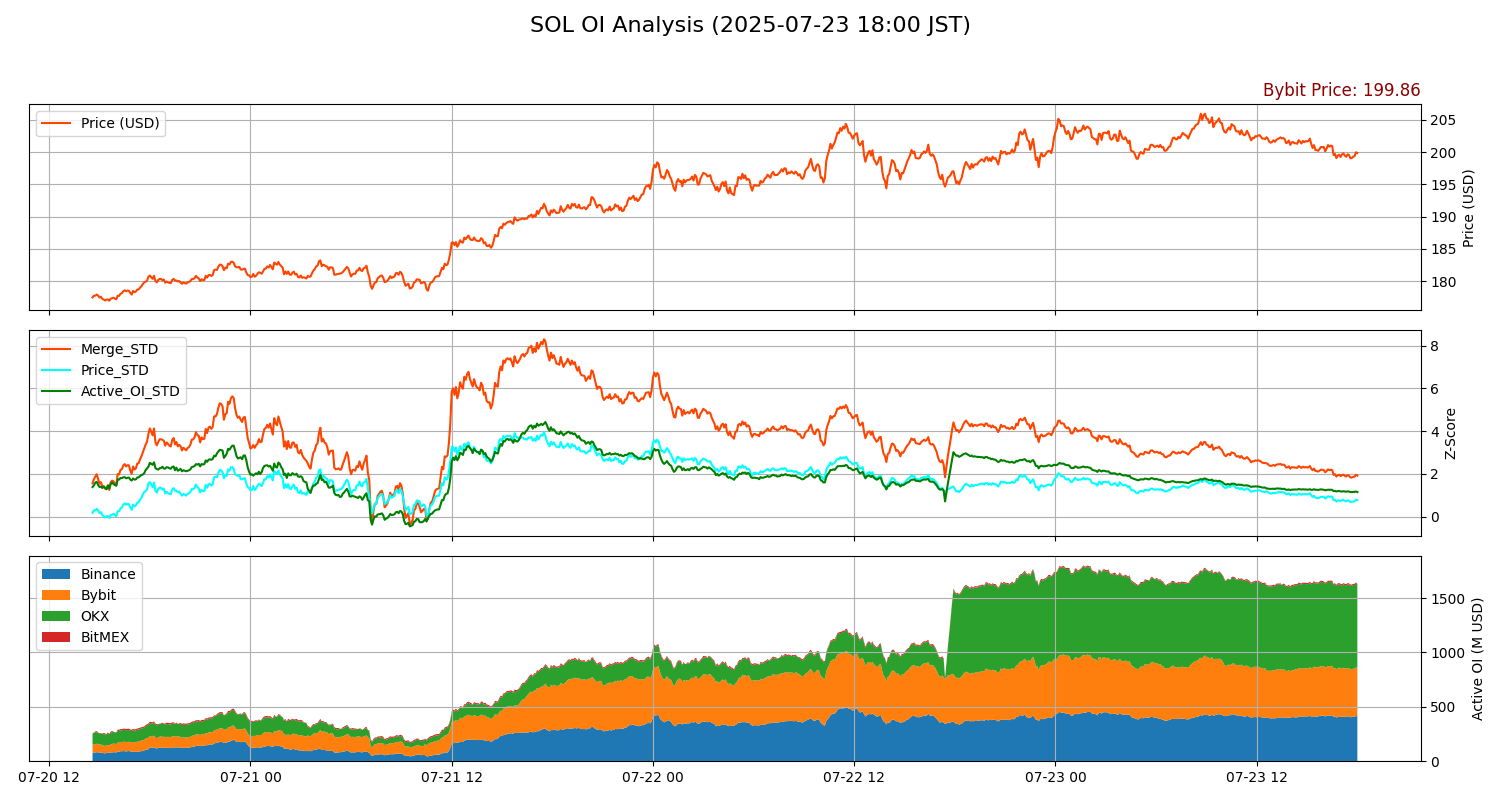 SOL OI Analysis (2025-07-23 18:00 JST)
Bybit Price: 199.86
Price (USD)
205
200
195
190
185
180
Price (USD)
Merge_STD
Price_STD
Active_OI_STD
8
6
4
2
0
Z-Score
Binance
Bybit
OKX
BitMEX
1500
1000
500
0
Active OI (M USD)
07-20 12
07-21 00
07-21 12
07-22 00
07-22 12
07-23 00
07-23 12